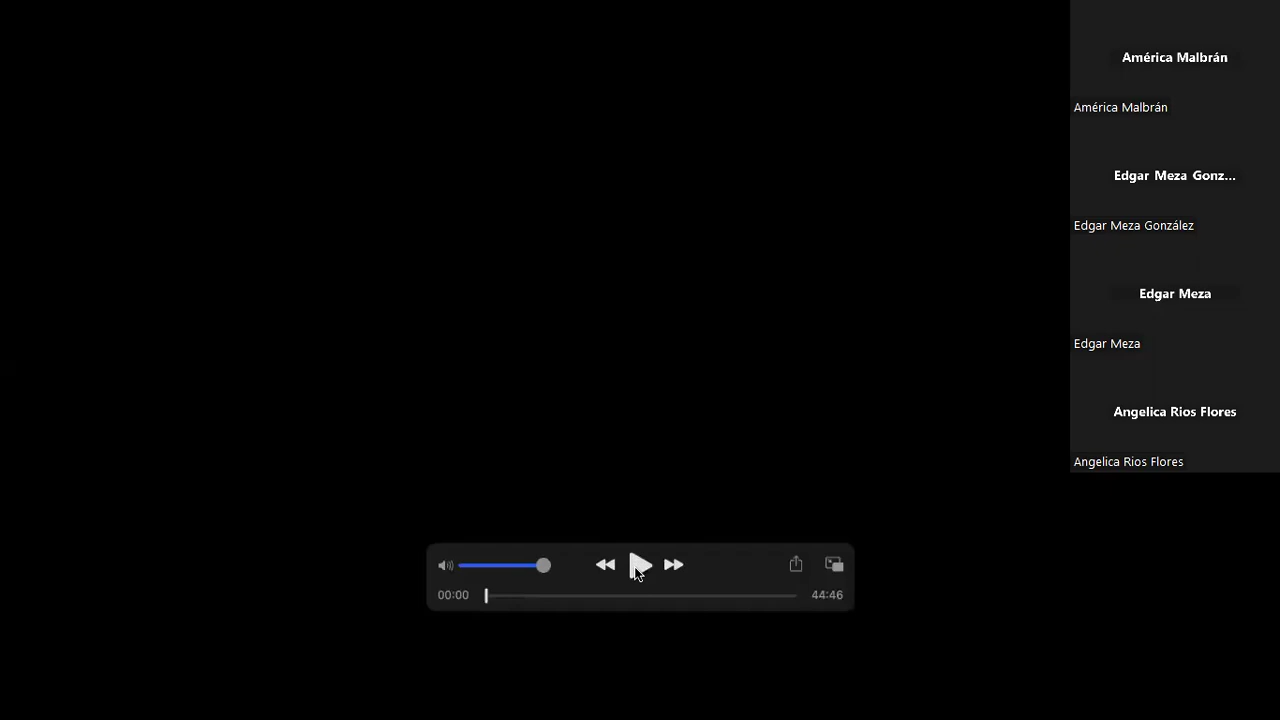 América Malbrán
América Malbrán
Edgar Meza Gonz...
Edgar Meza González
Edgar Meza
Edgar Meza
Angelica Rios Flores
Angelica Rios Flores
00:00
44:46